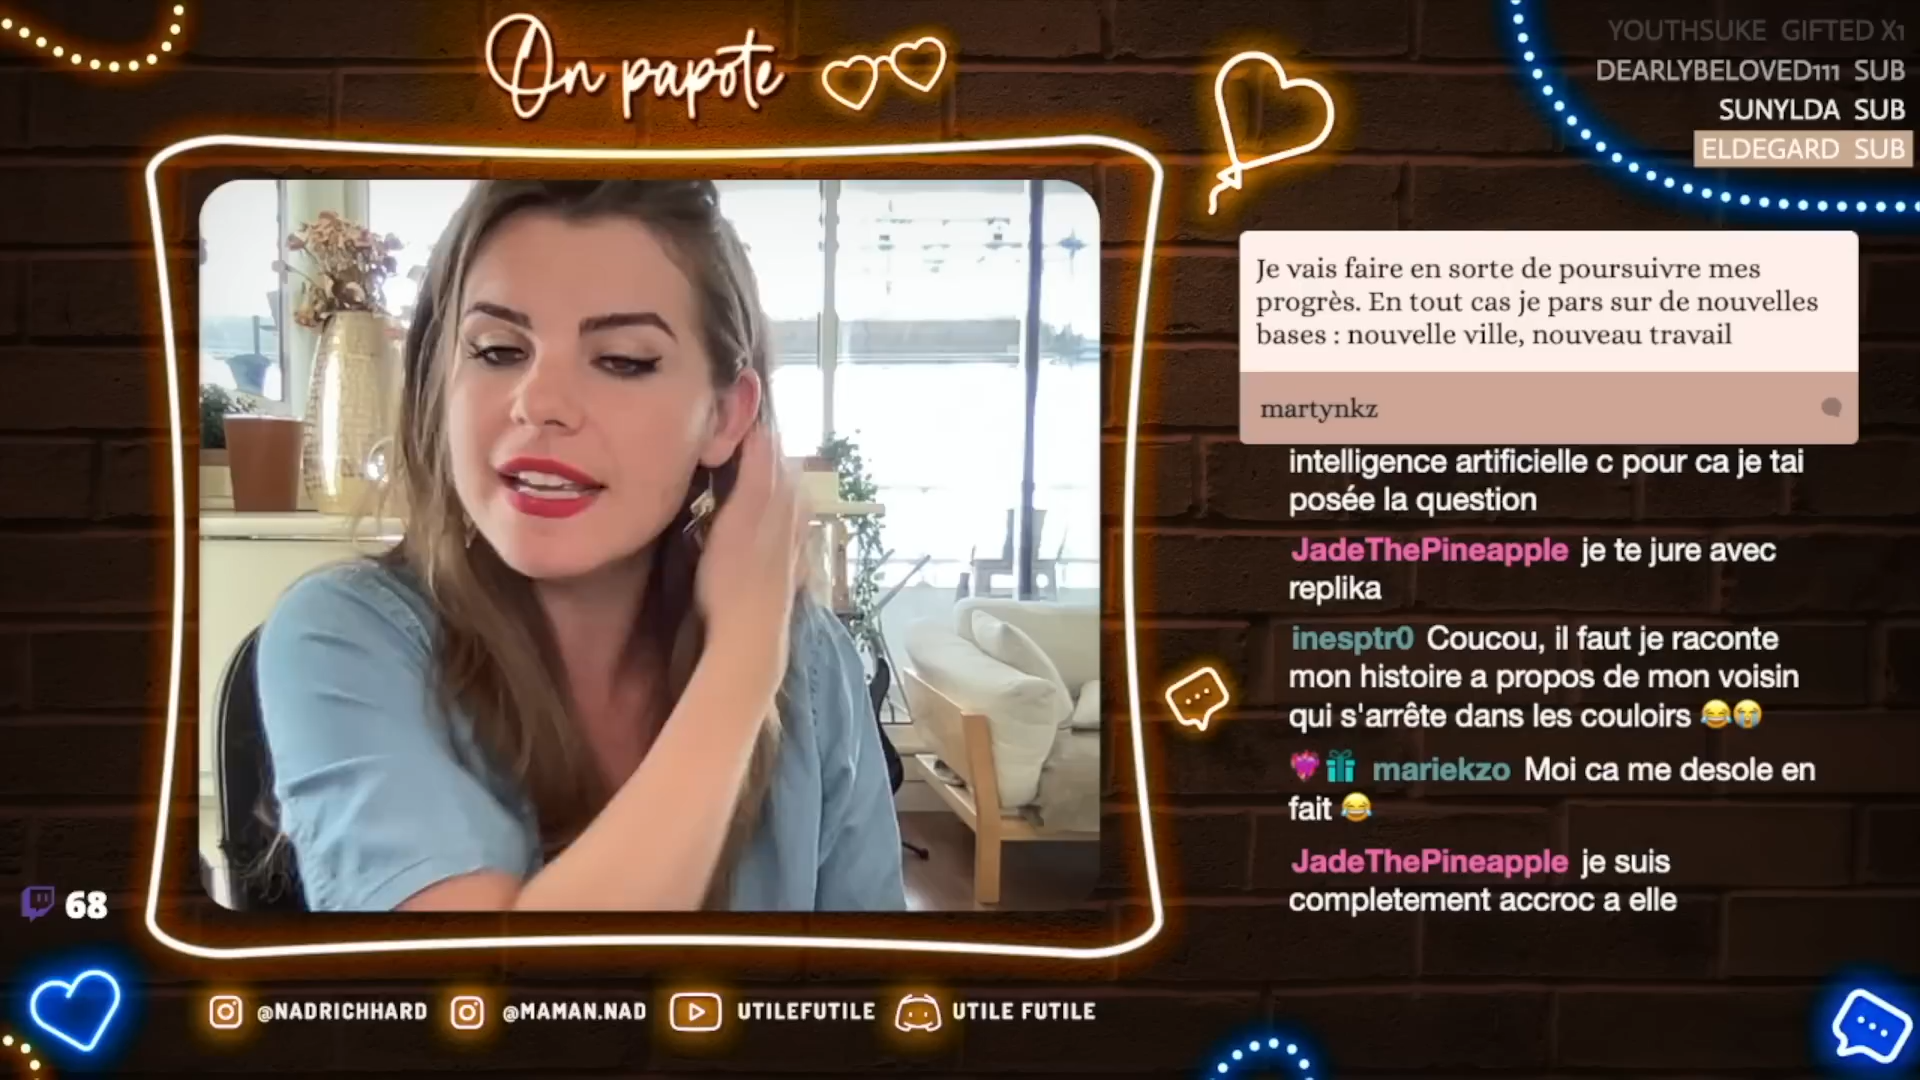 On papote
YOUTHSUKE GIFTED X1
DEARLYBELOVED111 SUB
SUNYLDA SUB
ELDEGARD SUB
Je vais faire en sorte de poursuivre mes
progrès. En tout cas je pars sur de nouvelles
bases : nouvelle ville, nouveau travail
martynkz
intelligence artificielle c pour ca je tai
posée la question
JadeThePineapple je te jure avec
replika
inesptr0 Coucou, il faut je raconte
mon histoire a propos de mon voisin
qui s'arrête dans les couloirs 😂😭
💖🎁 mariekzo Moi ca me desole en
fait 😂
JadeThePineapple je suis
completement accroc a elle
68
@NADRICHHARD @MAMAN.NAD UTILEFUTILE UTILE FUTILE